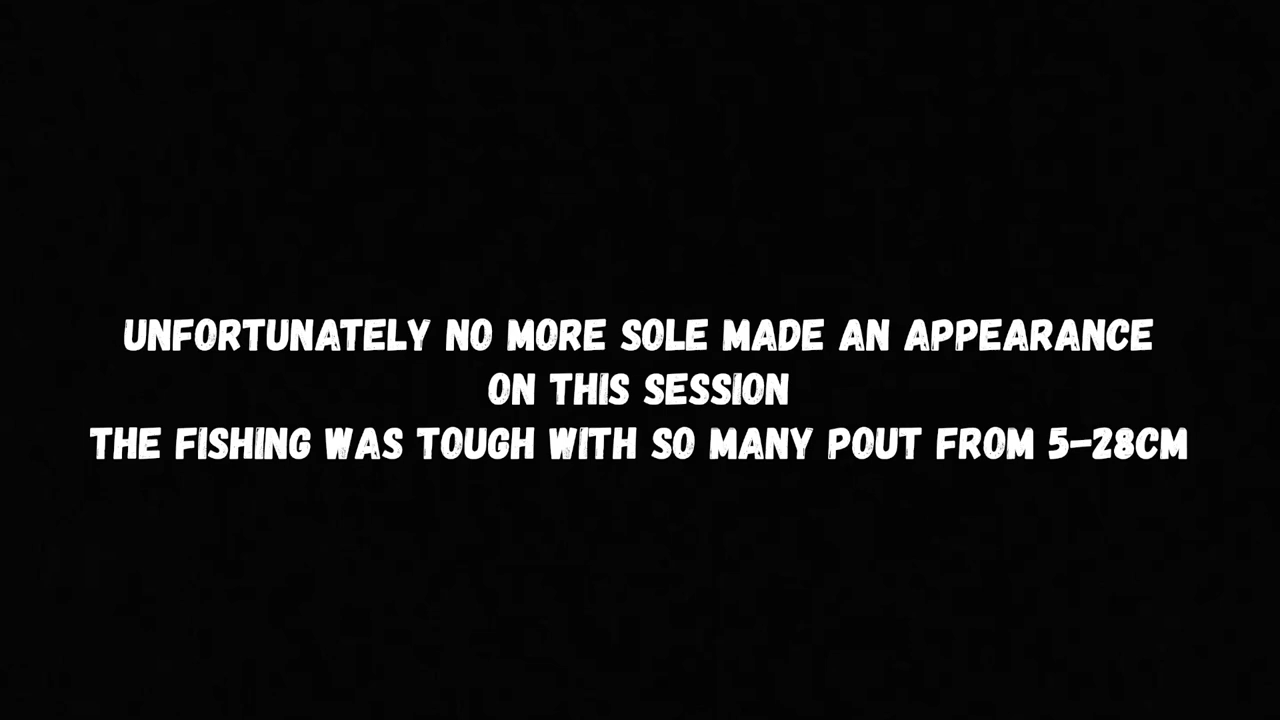 UNFORTUNATELY NO MORE SOLE MADE AN APPEARANCE
ON THIS SESSION
THE FISHING WAS TOUGH WITH SO MANY POUT FROM 5-28CM